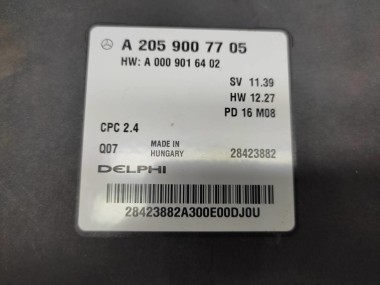 A 205 900 77 05
HW: A 000 901 64 02
SV 11.39
HW 12.27
PD 16 M08
CPC 2.4
Q07 MADE IN HUNGARY 28423882
DELPHI
28423882A300E00DJ0U